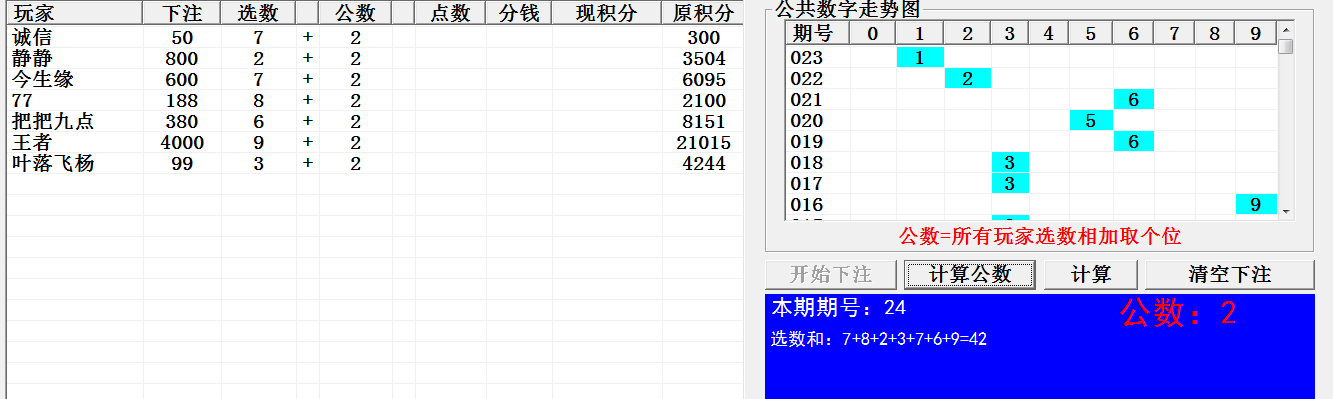 玩家 下注 选数 公数 点数 分钱 现积分 原积分
诚信 50 7 + 2 300
静静 800 2 + 2 3504
今生缘 600 7 + 2 6095
77 188 8 + 2 2100
把把九点 380 6 + 2 8151
王者 4000 9 + 2 21015
叶落飞杨 99 3 + 2 4244
公共数字走势图
期号 0 1 2 3 4 5 6 7 8 9
023 1
022 2
021 6
020 5
019 6
018 3
017 3
016 9
公数=所有玩家选数相加取个位
开始下注 计算公数 计算 清空下注
本期期号：24 公数：2
选数和：7+8+2+3+7+6+9=42